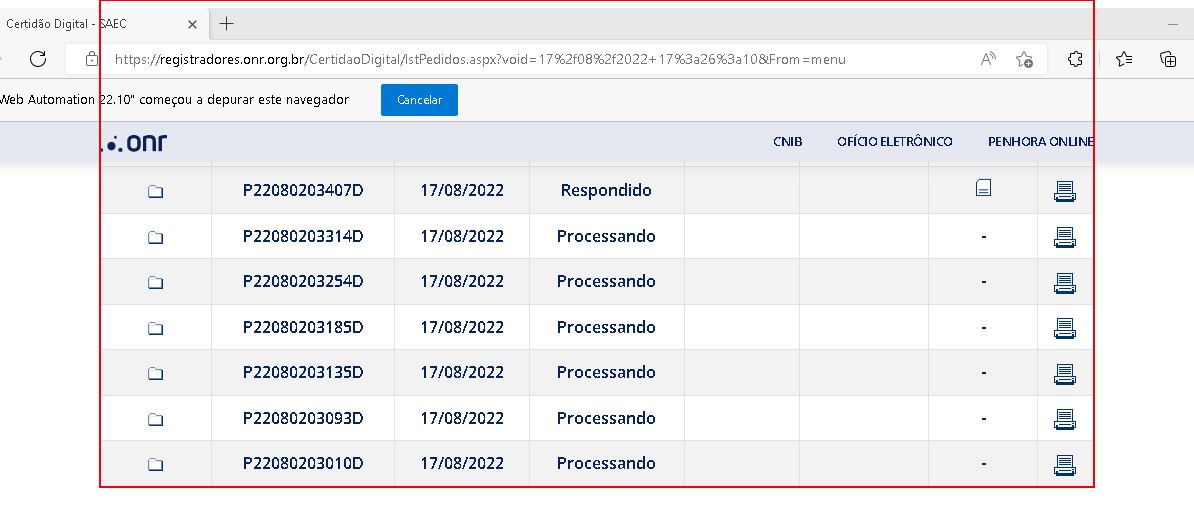 Certidão Digital - SAEC
https://registradores.onr.org.br/CertidaoDigital/lstPedidos.aspx?void=17%2f08%2f2022+17%3a26%3a10&From=menu
Web Automation 22.10" começou a depurar este navegador Cancelar
onr CNIB OFÍCIO ELETRÔNICO PENHORA ONLINE
P22080203407D 17/08/2022 Respondido
P22080203314D 17/08/2022 Processando -
P22080203254D 17/08/2022 Processando -
P22080203185D 17/08/2022 Processando -
P22080203135D 17/08/2022 Processando -
P22080203093D 17/08/2022 Processando -
P22080203010D 17/08/2022 Processando -